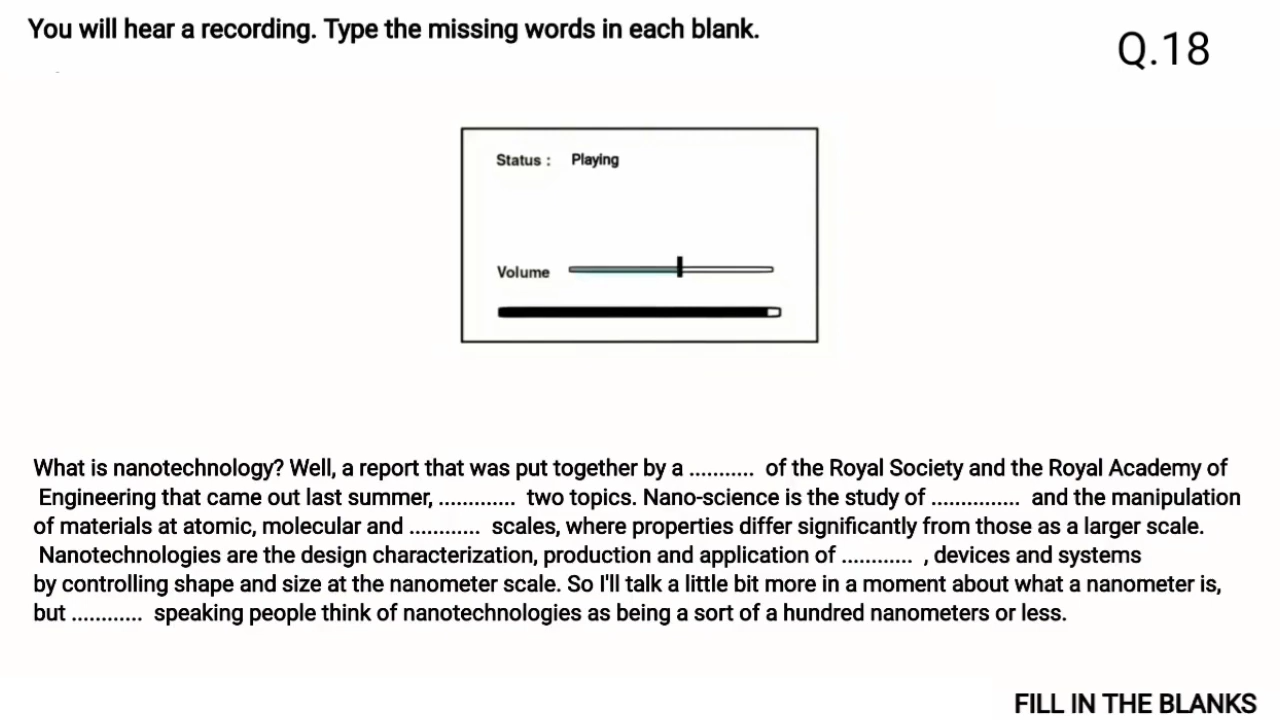 You will hear a recording. Type the missing words in each blank.
Q.18
Status : Playing
Volume
What is nanotechnology? Well, a report that was put together by a ........... of the Royal Society and the Royal Academy of
Engineering that came out last summer, ............. two topics. Nano-science is the study of ............... and the manipulation
of materials at atomic, molecular and ............ scales, where properties differ significantly from those as a larger scale.
Nanotechnologies are the design characterization, production and application of ............ , devices and systems
by controlling shape and size at the nanometer scale. So I'll talk a little bit more in a moment about what a nanometer is,
but ............ speaking people think of nanotechnologies as being a sort of a hundred nanometers or less.
FILL IN THE BLANKS